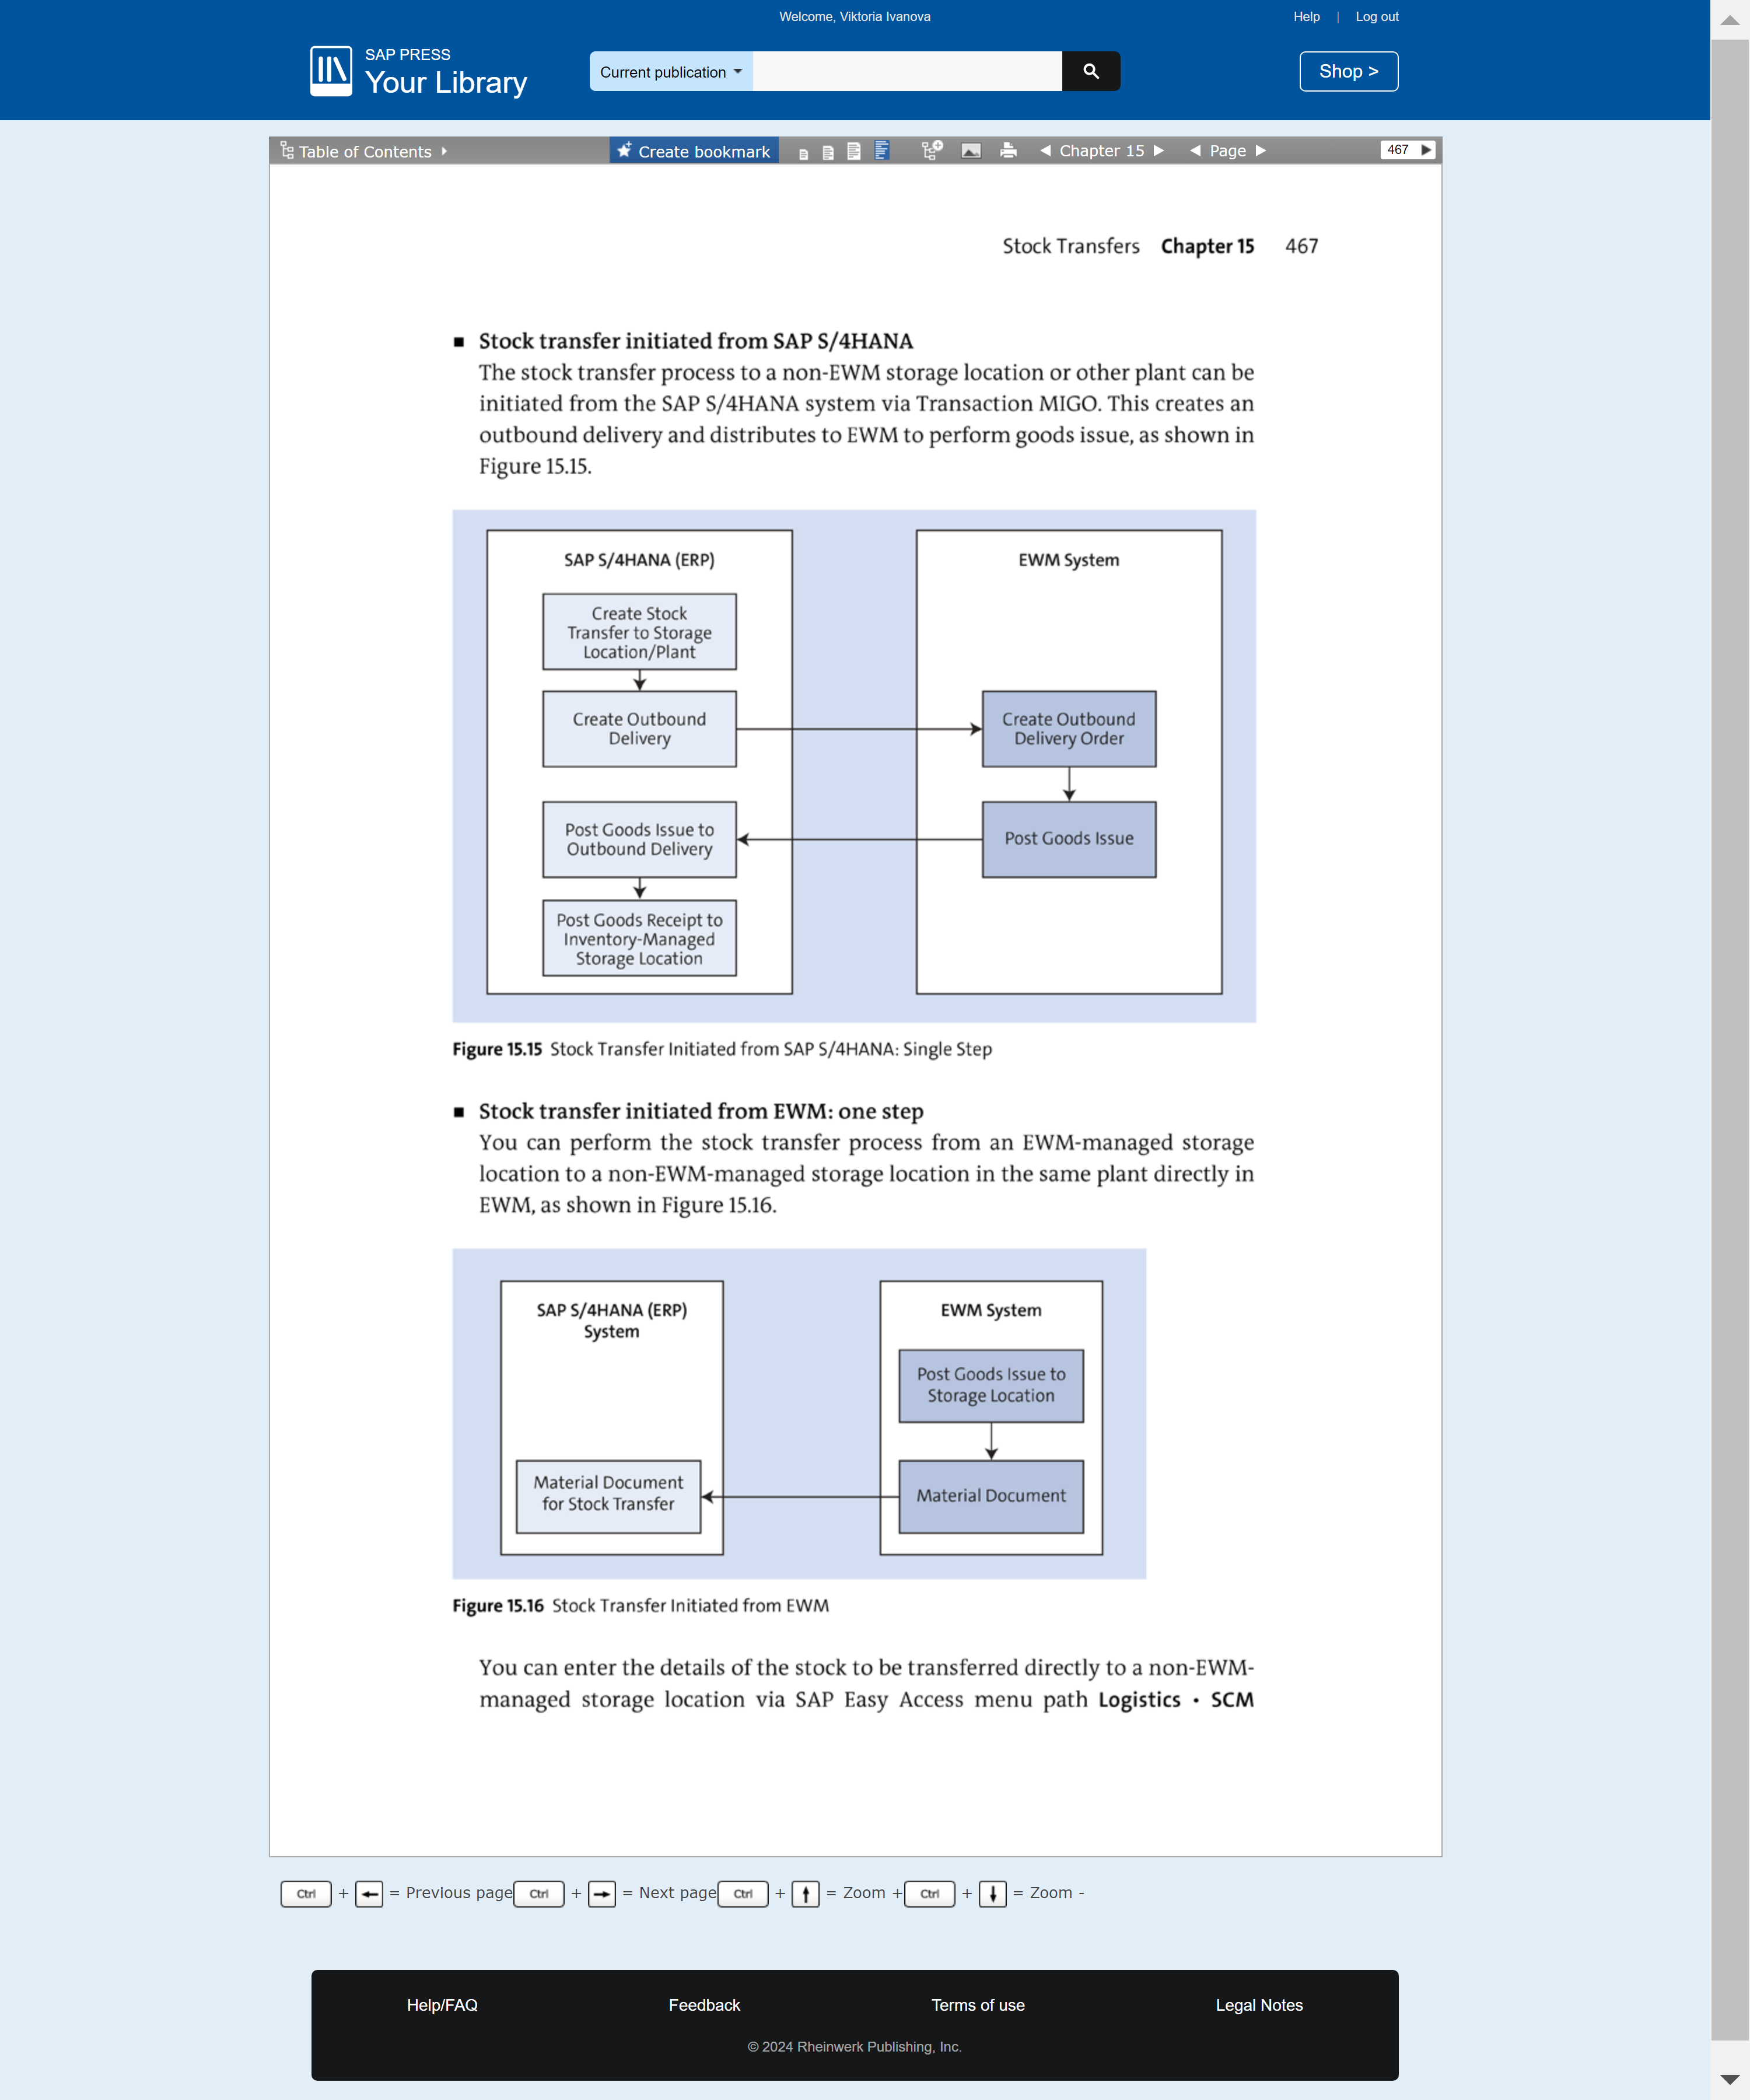 Welcome, Viktoria Ivanova
Help | Log out
SAP PRESS
Your Library
Current publication
Shop >
Table of Contents
Create bookmark
Chapter 15
Page
467
Stock Transfers Chapter 15 467
■ Stock transfer initiated from SAP S/4HANA
The stock transfer process to a non-EWM storage location or other plant can be
initiated from the SAP S/4HANA system via Transaction MIGO. This creates an
outbound delivery and distributes to EWM to perform goods issue, as shown in
Figure 15.15.
SAP S/4HANA (ERP)
Create Stock
Transfer to Storage
Location/Plant
Create Outbound
Delivery
Post Goods Issue to
Outbound Delivery
Post Goods Receipt to
Inventory-Managed
Storage Location
EWM System
Create Outbound
Delivery Order
Post Goods Issue
Figure 15.15 Stock Transfer Initiated from SAP S/4HANA: Single Step
■ Stock transfer initiated from EWM: one step
You can perform the stock transfer process from an EWM-managed storage
location to a non-EWM-managed storage location in the same plant directly in
EWM, as shown in Figure 15.16.
SAP S/4HANA (ERP)
System
Material Document
for Stock Transfer
EWM System
Post Goods Issue to
Storage Location
Material Document
Figure 15.16 Stock Transfer Initiated from EWM
You can enter the details of the stock to be transferred directly to a non-EWM-
managed storage location via SAP Easy Access menu path Logistics • SCM
Ctrl + ← = Previous page Ctrl + → = Next page Ctrl + ↑ = Zoom + Ctrl + ↓ = Zoom -
Help/FAQ
Feedback
Terms of use
Legal Notes
© 2024 Rheinwerk Publishing, Inc.